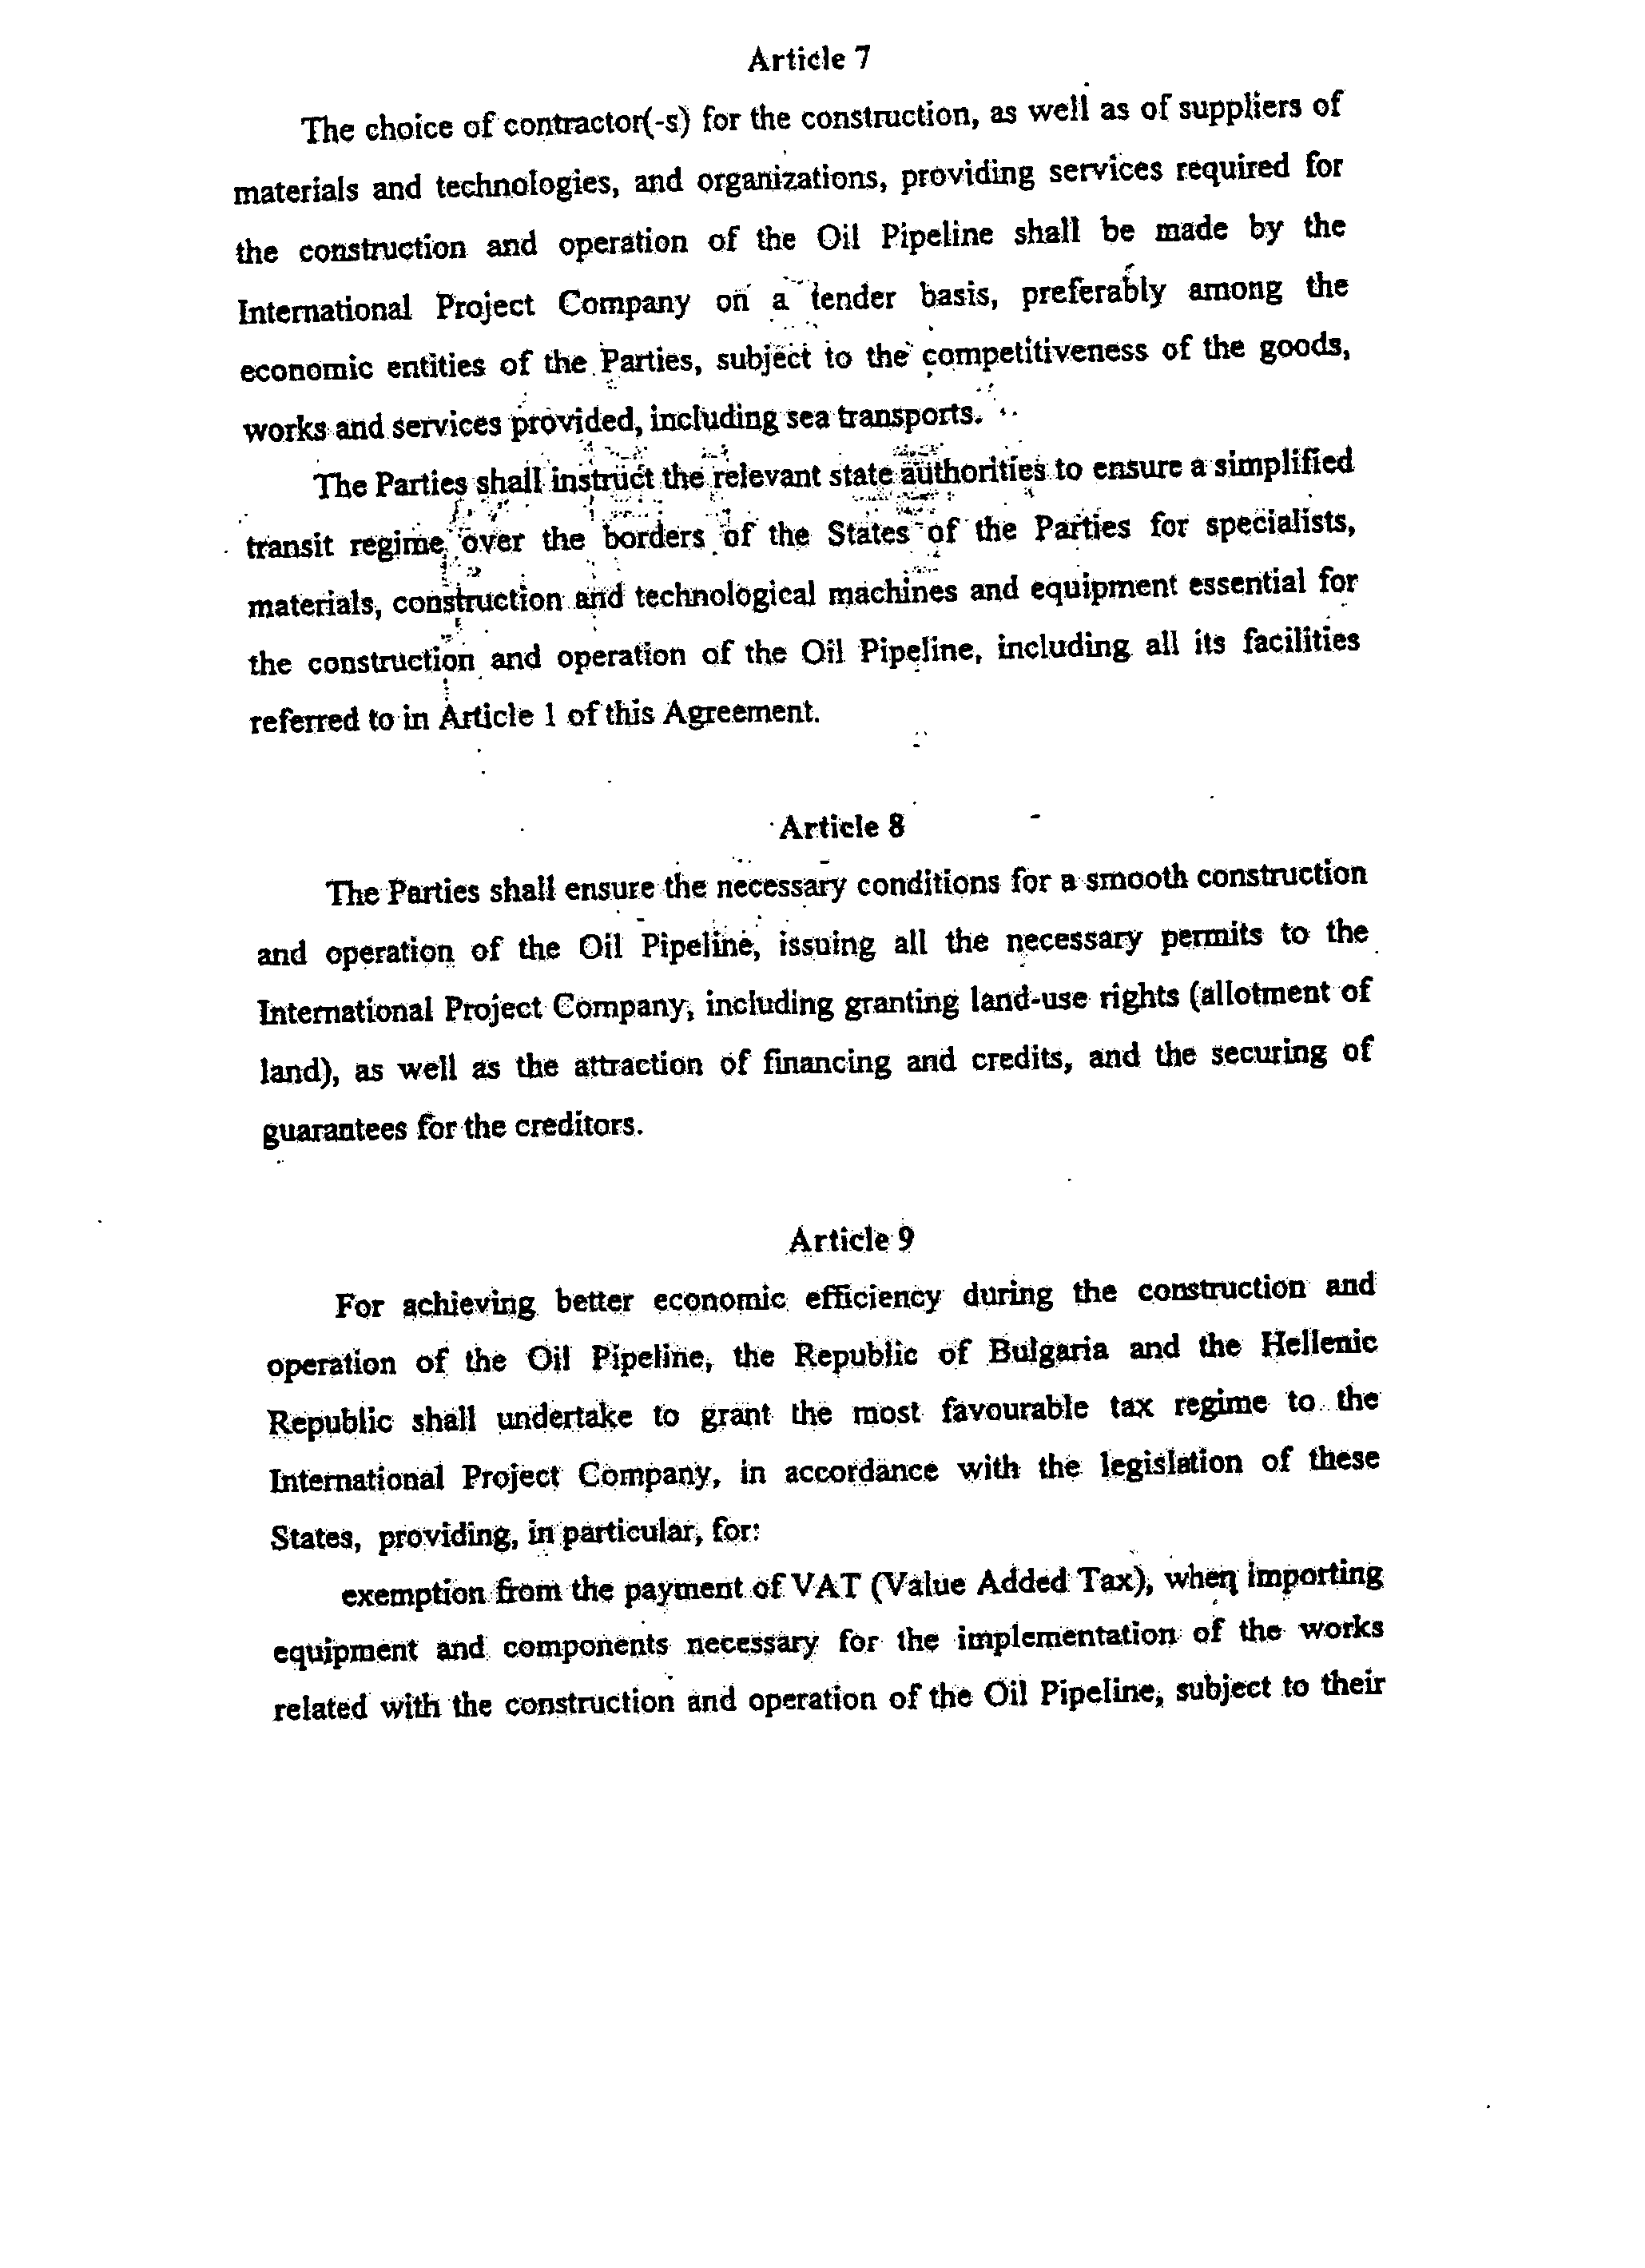 Article 7
The choice of contractor(-s) for the construction, as well as of suppliers of
materials and technologies, and organizations, providing services required for
the construction and operation of the Oil Pipeline shall be made by the
International Project Company on a tender basis, preferably among the
economic entities of the Parties, subject to the competitiveness of the goods,
works and services provided, including sea transports.
The Parties shall instruct the relevant state authorities to ensure a simplified
transit regime over the borders of the States of the Parties for specialists,
materials, construction and technological machines and equipment essential for
the construction and operation of the Oil Pipeline, including all its facilities
referred to in Article 1 of this Agreement.
Article 8
The Parties shall ensure the necessary conditions for a smooth construction
and operation of the Oil Pipeline, issuing all the necessary permits to the
International Project Company, including granting land-use rights (allotment of
land), as well as the attraction of financing and credits, and the securing of
guarantees for the creditors.
Article 9
For achieving better economic efficiency during the construction and
operation of the Oil Pipeline, the Republic of Bulgaria and the Hellenic
Republic shall undertake to grant the most favourable tax regime to the
International Project Company, in accordance with the legislation of these
States, providing, in particular, for:
exemption from the payment of VAT (Value Added Tax), when importing
equipment and components necessary for the implementation of the works
related with the construction and operation of the Oil Pipeline, subject to their